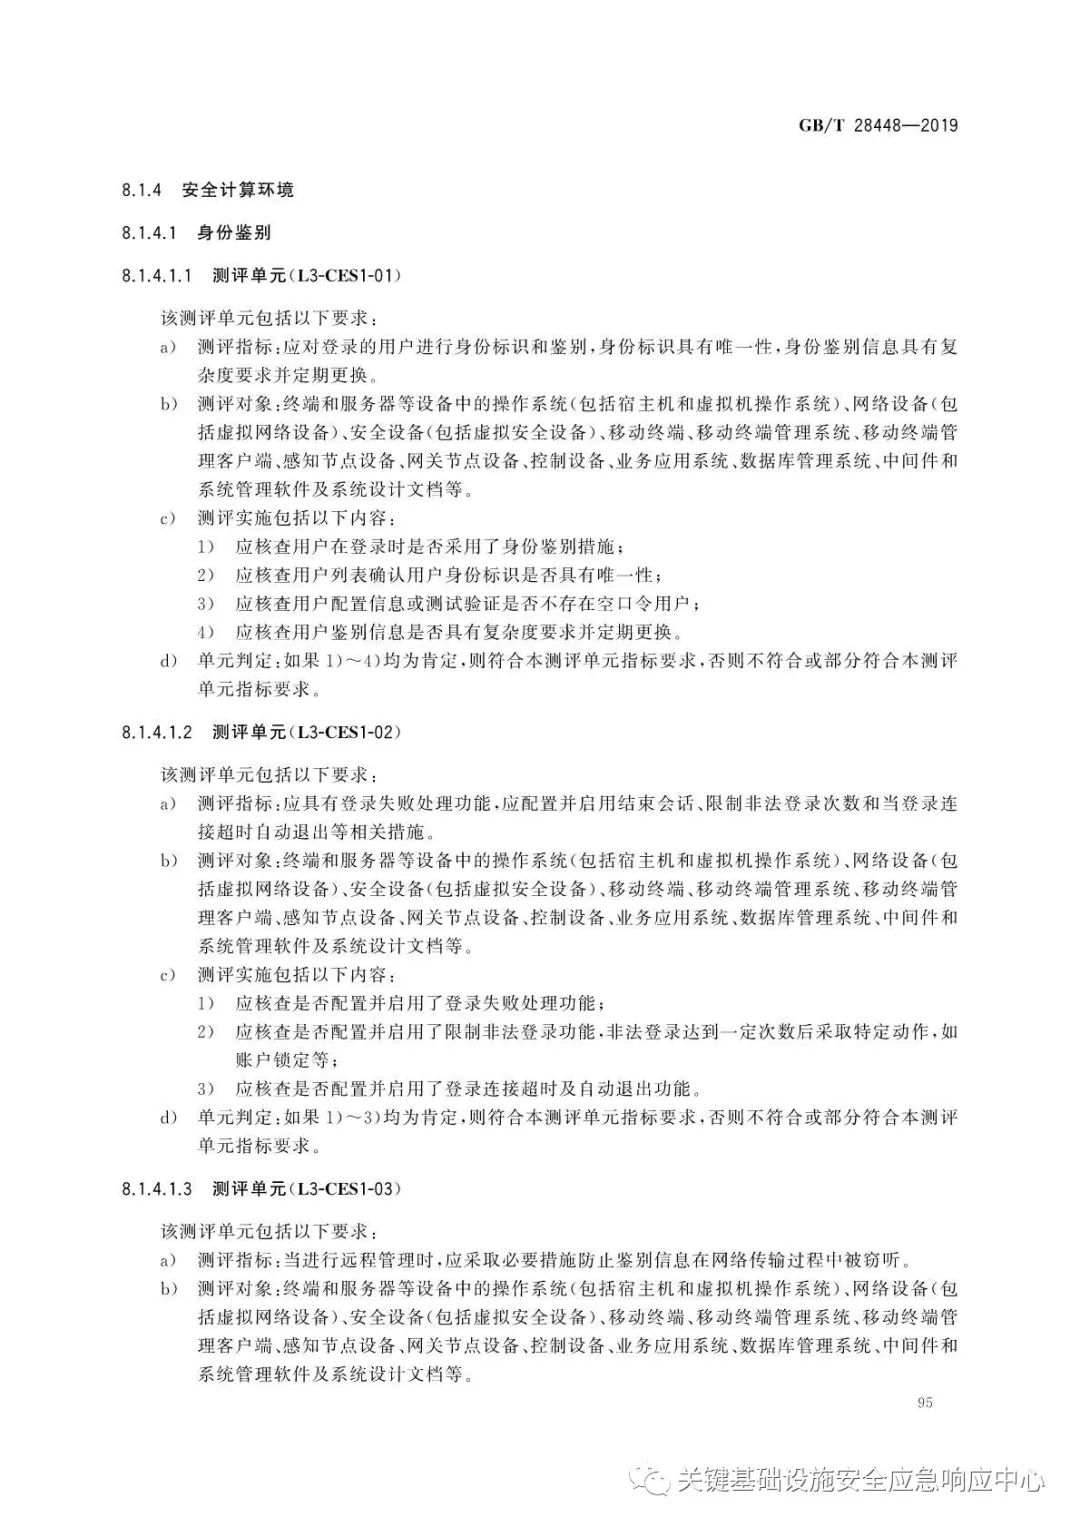 GB/T 28448—2019
8.1.4 安全计算环境
8.1.4.1 身份鉴别
8.1.4.1.1 测评单元(L3-CES1-01)
该测评单元包括以下要求:
a) 测评指标:应对登录的用户进行身份标识和鉴别,身份标识具有唯一性,身份鉴别信息具有复
杂度要求并定期更换。
b) 测评对象:终端和服务器等设备中的操作系统(包括宿主机和虚拟机操作系统)、网络设备(包
括虚拟网络设备)、安全设备(包括虚拟安全设备)、移动终端、移动终端管理系统、移动终端管
理客户端、感知节点设备、网关节点设备、控制设备、业务应用系统、数据库管理系统、中间件和
系统管理软件及系统设计文档等。
c) 测评实施包括以下内容:
1) 应核查用户在登录时是否采用了身份鉴别措施;
2) 应核查用户列表确认用户身份标识是否具有唯一性;
3) 应核查用户配置信息或测试验证是否不存在空口令用户;
4) 应核查用户鉴别信息是否具有复杂度要求并定期更换。
d) 单元判定:如果1)～4)均为肯定,则符合本测评单元指标要求,否则不符合或部分符合本测评
单元指标要求。
8.1.4.1.2 测评单元(L3-CES1-02)
该测评单元包括以下要求:
a) 测评指标:应具有登录失败处理功能,应配置并启用结束会话、限制非法登录次数和当登录连
接超时自动退出等相关措施。
b) 测评对象:终端和服务器等设备中的操作系统(包括宿主机和虚拟机操作系统)、网络设备(包
括虚拟网络设备)、安全设备(包括虚拟安全设备)、移动终端、移动终端管理系统、移动终端管
理客户端、感知节点设备、网关节点设备、控制设备、业务应用系统、数据库管理系统、中间件和
系统管理软件及系统设计文档等。
c) 测评实施包括以下内容:
1) 应核查是否配置并启用了登录失败处理功能;
2) 应核查是否配置并启用了限制非法登录功能,非法登录达到一定次数后采取特定动作,如
账户锁定等;
3) 应核查是否配置并启用了登录连接超时及自动退出功能。
d) 单元判定:如果1)～3)均为肯定,则符合本测评单元指标要求,否则不符合或部分符合本测评
单元指标要求。
8.1.4.1.3 测评单元(L3-CES1-03)
该测评单元包括以下要求:
a) 测评指标:当进行远程管理时,应采取必要措施防止鉴别信息在网络传输过程中被窃听。
b) 测评对象:终端和服务器等设备中的操作系统(包括宿主机和虚拟机操作系统)、网络设备(包
括虚拟网络设备)、安全设备(包括虚拟安全设备)、移动终端、移动终端管理系统、移动终端管
理客户端、感知节点设备、网关节点设备、控制设备、业务应用系统、数据库管理系统、中间件和
系统管理软件及系统设计文档等。
95
关键基础设施安全应急响应中心